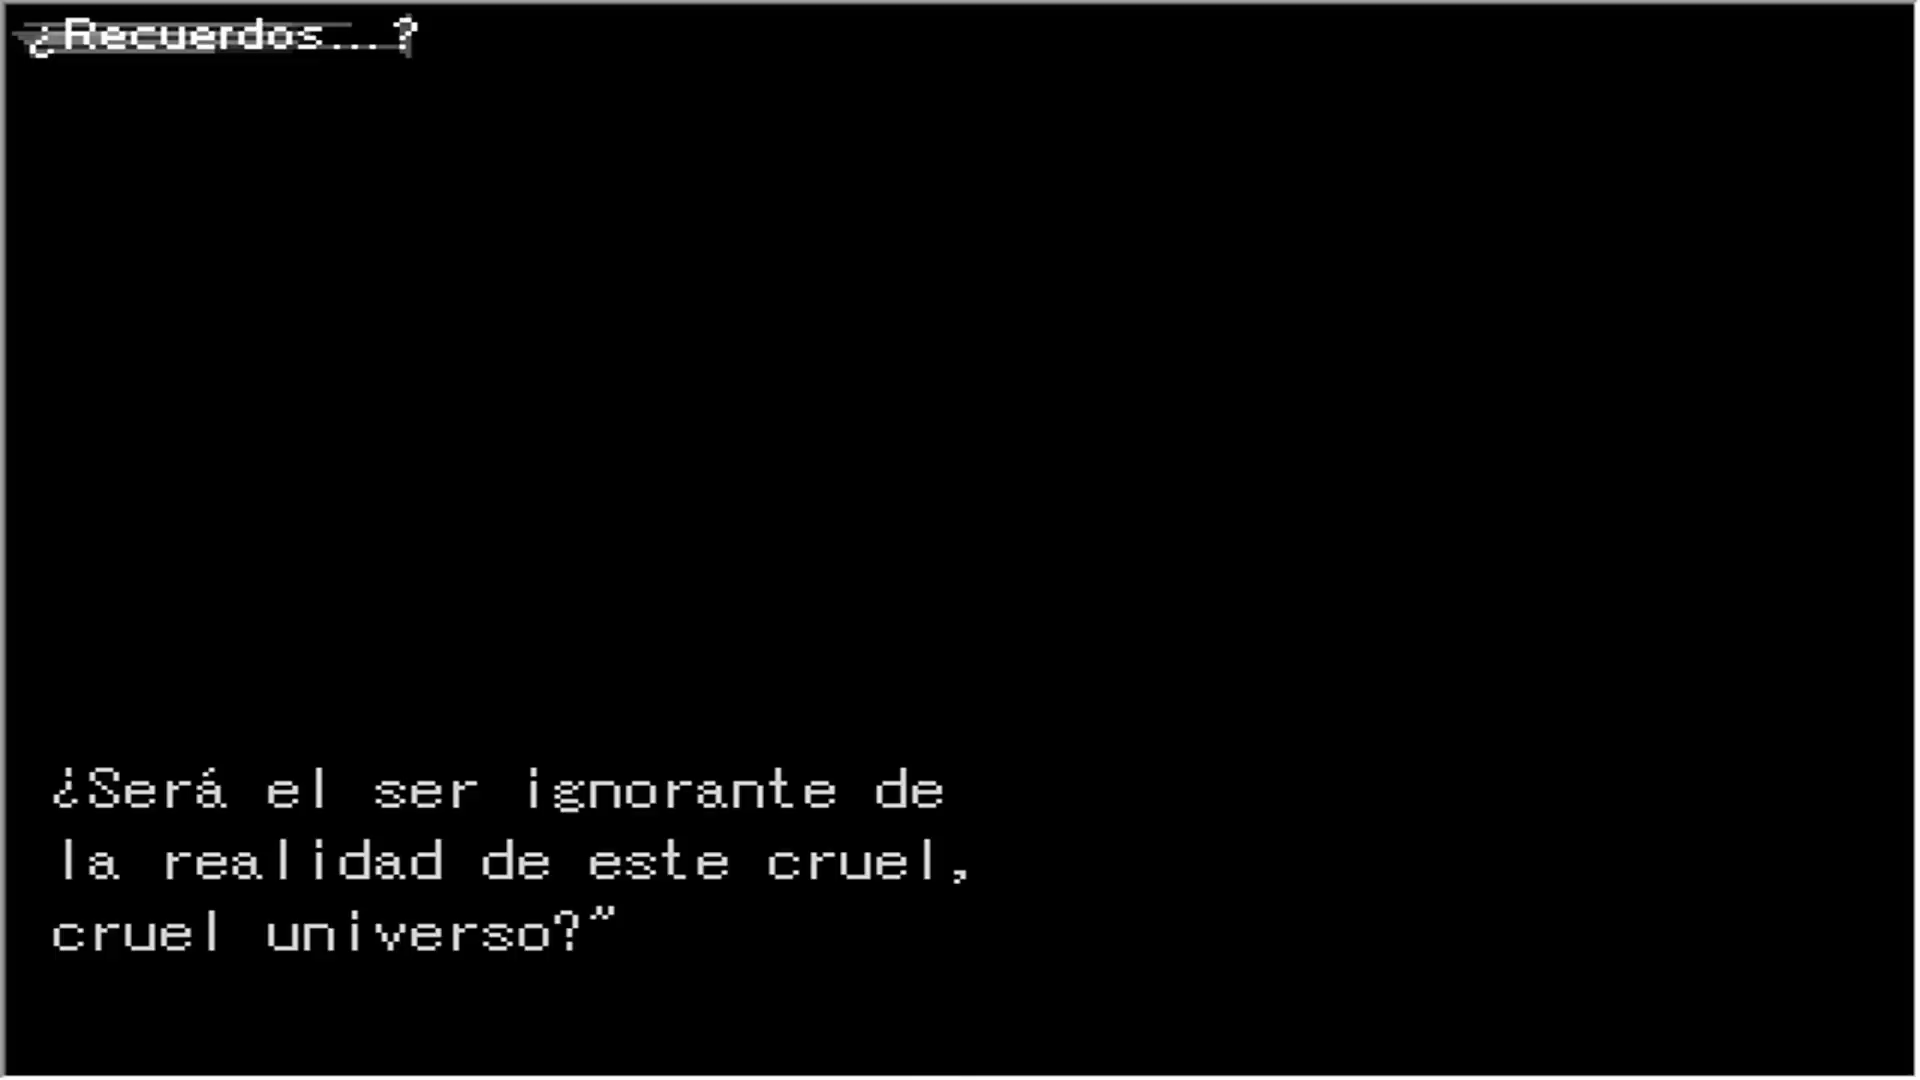 ¿Recuerdos...?
¿Será el ser ignorante de
la realidad de este cruel,
cruel universo?"